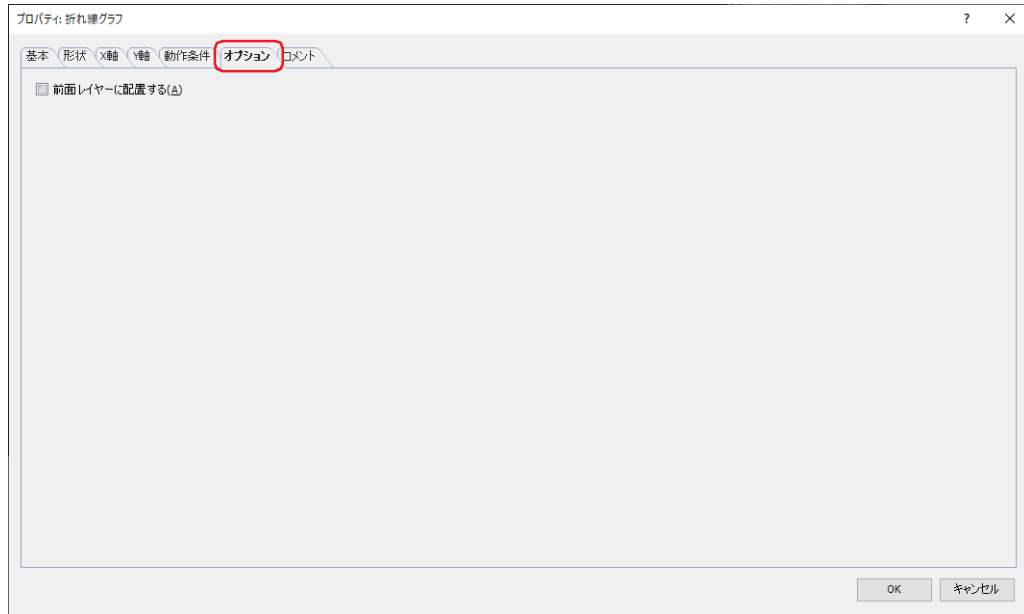 プロパティ: 折れ線グラフ ?
基本 形状 X軸 Y軸 動作条件 オプション コメント
前面レイヤーに配置する(A)
OK キャンセル